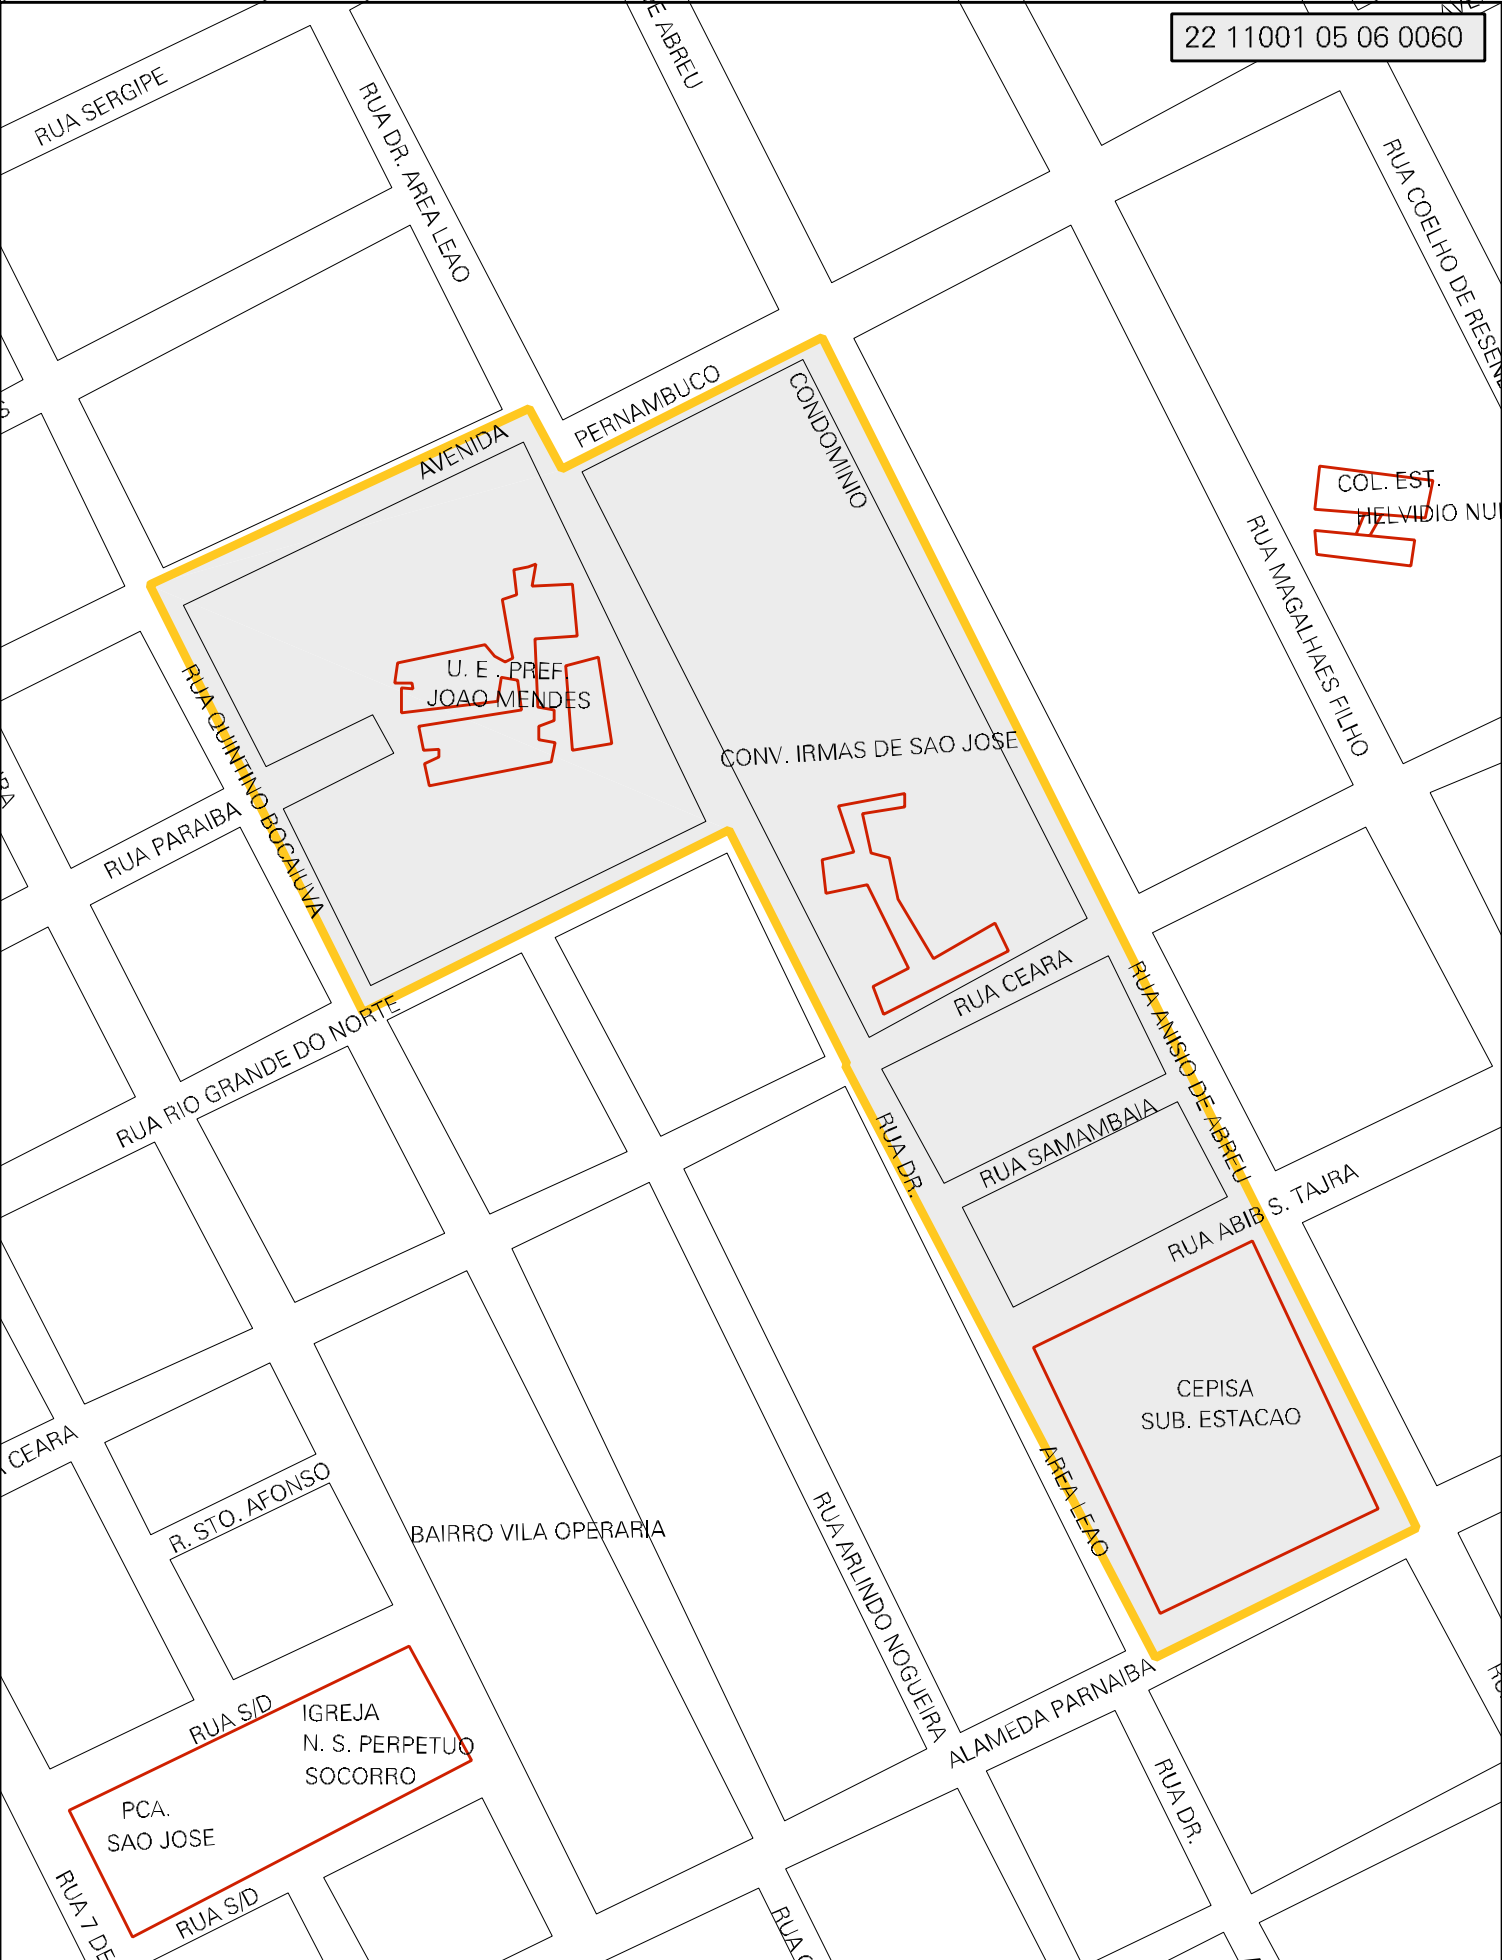 22 11001 05 06 0060
RUA SERGIPE
RUA DR. AREA LEAO
DE ABREU
RUA COELHO DE RESEN
AVENIDA
PERNAMBUCO
CONDOMINIO
COL. EST.
HELVIDIO NU
RUA MAGALHAES FILHO
U. E . PREF.
JOAO MENDES
RUA QUINTINO BOCAIUVA
CONV. IRMAS DE SAO JOSE
RUA PARAIBA
RUA CEARA
RUA ANISIO DE ABREU
RUA RIO GRANDE DO NORTE
RUA SAMAMBAIA
RUA DR.
RUA ABIB S. TAJRA
CEPISA
SUB. ESTACAO
CEARA
R. STO. AFONSO
AREA LEAO
BAIRRO VILA OPERARIA
RUA ARLINDO NOGUEIRA
ALAMEDA PARNAIBA
RUA S/D
IGREJA
N. S. PERPETUO
SOCORRO
PCA.
SAO JOSE
RUA DR.
RUA 7 DE
RUA S/D
RUA